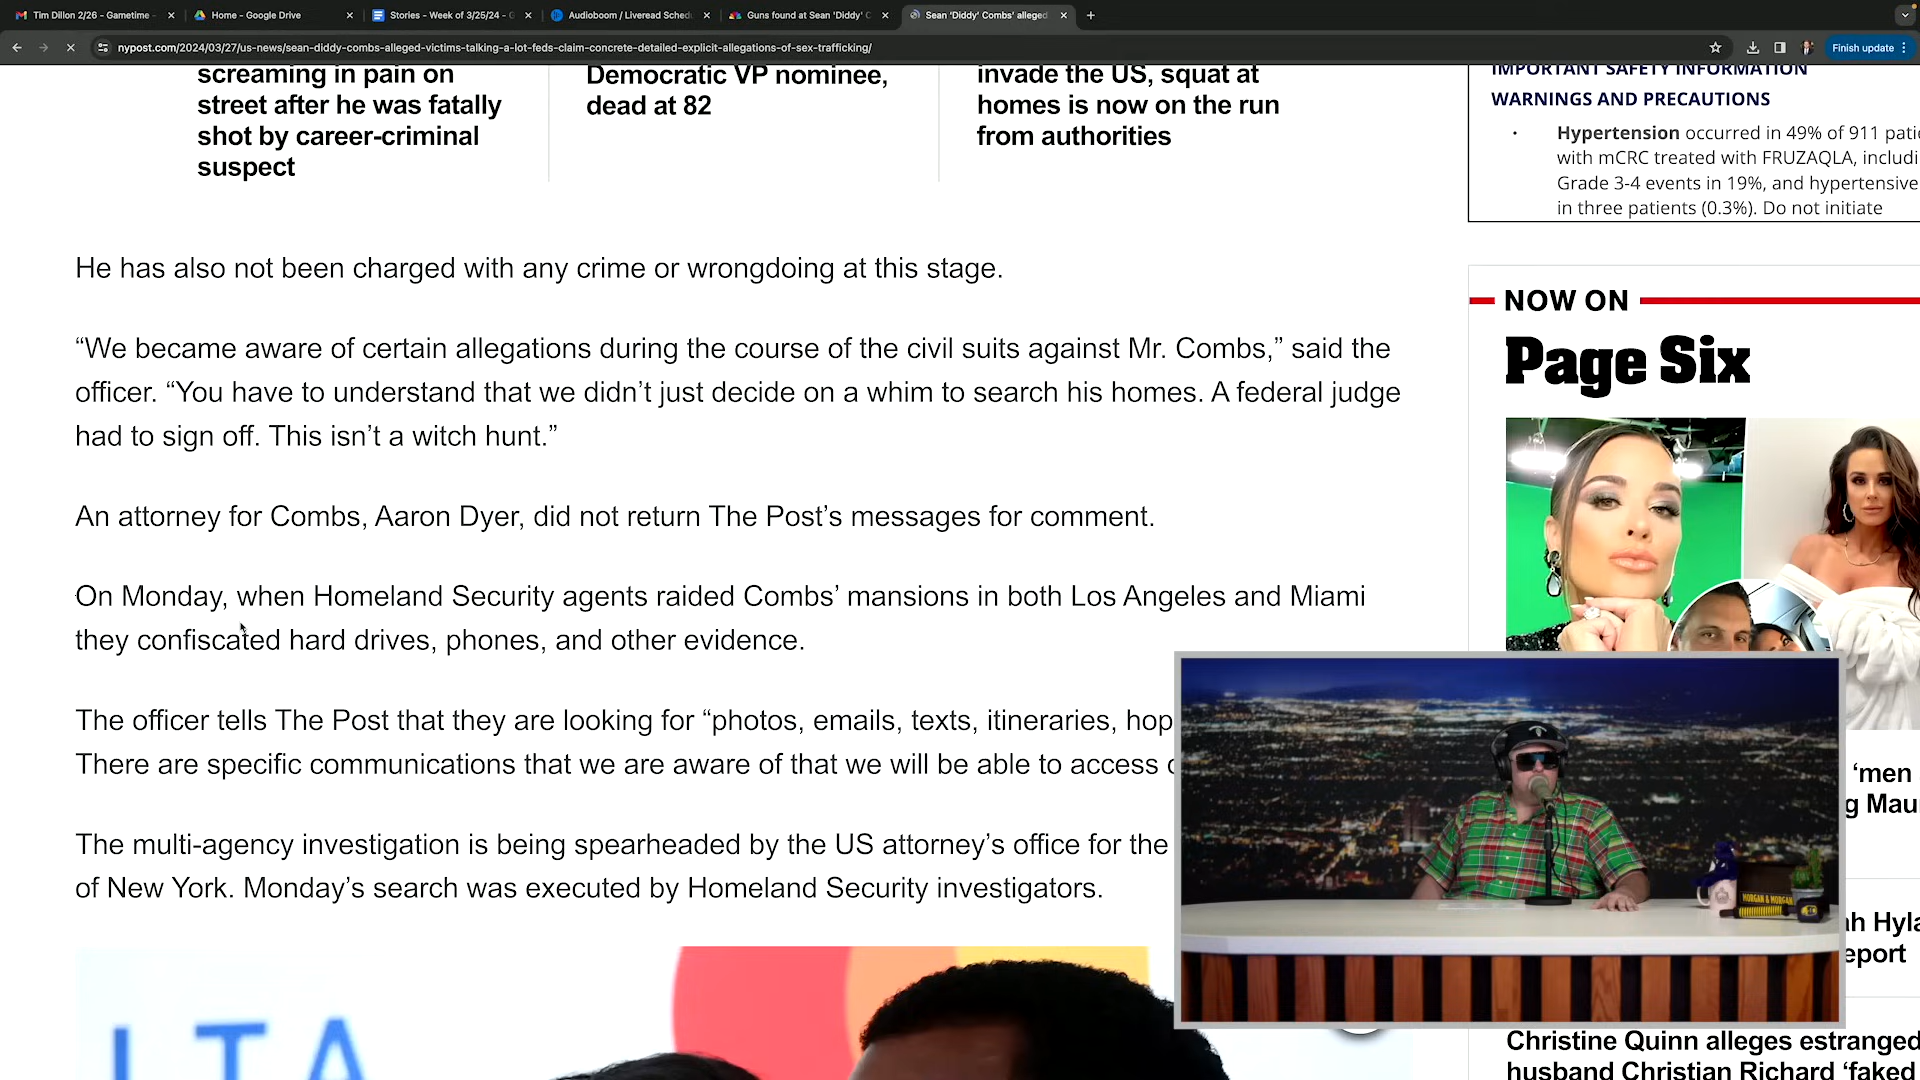 Tim Dillon 2/26 - Gametime -
Home - Google Drive
Stories - Week of 3/25/24 - G
Audioboom / Liveread Sched
Guns found at Sean 'Diddy' C
Sean 'Diddy' Combs' alleged
nypost.com/2024/03/27/us-news/sean-diddy-combs-alleged-victims-talking-a-lot-feds-claim-concrete-detailed-explicit-allegations-of-sex-trafficking/
Finish update
screaming in pain on
street after he was fatally
shot by career-criminal
suspect
Democratic VP nominee,
dead at 82
invade the US, squat at
homes is now on the run
from authorities
IMPORTANT SAFETY INFORMATION
WARNINGS AND PRECAUTIONS
• Hypertension occurred in 49% of 911 pati
with mCRC treated with FRUZAQLA, includi
Grade 3-4 events in 19%, and hypertensive
in three patients (0.3%). Do not initiate
He has also not been charged with any crime or wrongdoing at this stage.
“We became aware of certain allegations during the course of the civil suits against Mr. Combs,” said the
officer. “You have to understand that we didn’t just decide on a whim to search his homes. A federal judge
had to sign off. This isn’t a witch hunt.”
An attorney for Combs, Aaron Dyer, did not return The Post’s messages for comment.
On Monday, when Homeland Security agents raided Combs’ mansions in both Los Angeles and Miami
they confiscated hard drives, phones, and other evidence.
The officer tells The Post that they are looking for “photos, emails, texts, itineraries, hop
There are specific communications that we are aware of that we will be able to access
The multi-agency investigation is being spearheaded by the US attorney’s office for the
of New York. Monday’s search was executed by Homeland Security investigators.
LTA
NOW ON
Page Six
‘men
g Mau
MORGAN & MORGAN
ah Hyla
eport
Christine Quinn alleges estranged
husband Christian Richard ‘faked